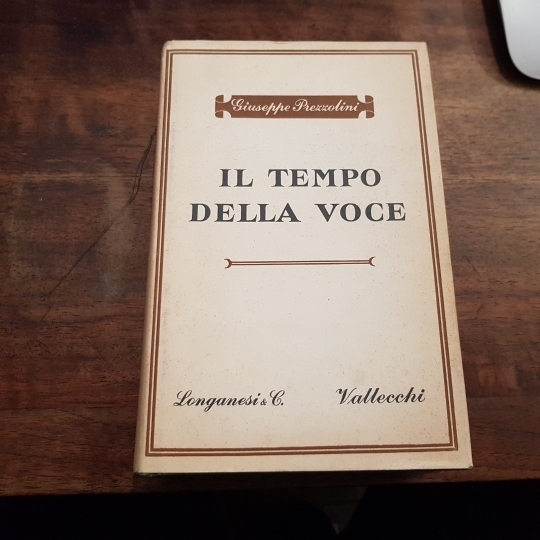 Giuseppe Prezzolini
IL TEMPO
DELLA VOCE
Longanesi & C. Vallecchi